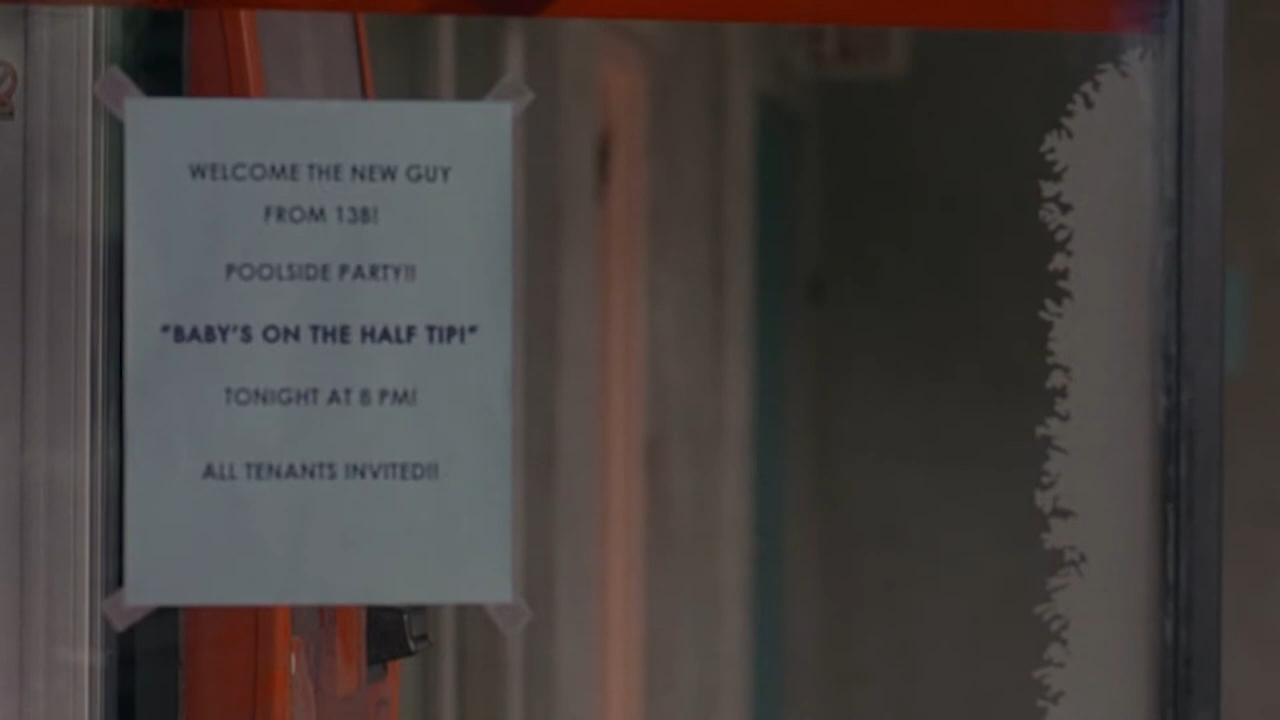 WELCOME THE NEW GUY
FROM 13B!
POOLSIDE PARTY!!
"BABY'S ON THE HALF TIP!"
TONIGHT AT 8 PM!
ALL TENANTS INVITED!!